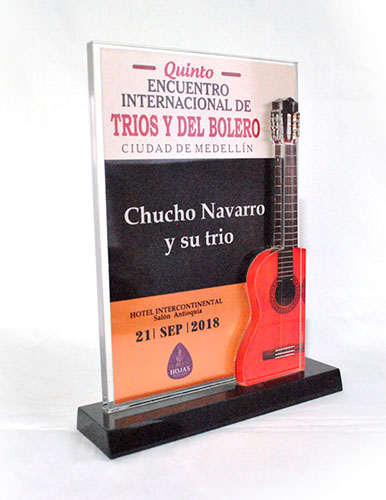 Quinto
ENCUENTRO
INTERNACIONAL DE
TRIOS Y DEL BOLERO
CIUDAD DE MEDELLÍN
Chucho Navarro
y su trio
HOTEL INTERCONTINENTAL
Salón Antioquia
21| SEP |2018
HOJAS